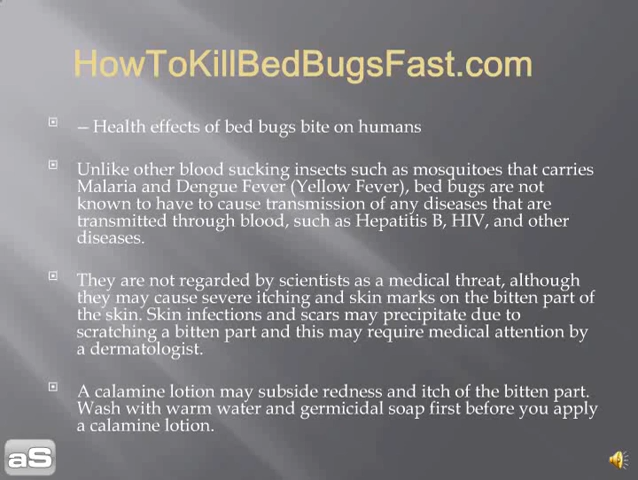 HowToKillBedBugsFast.com
– Health effects of bed bugs bite on humans
Unlike other blood sucking insects such as mosquitoes that carries
Malaria and Dengue Fever (Yellow Fever), bed bugs are not
known to have to cause transmission of any diseases that are
transmitted through blood, such as Hepatitis B, HIV, and other
diseases.
They are not regarded by scientists as a medical threat, although
they may cause severe itching and skin marks on the bitten part of
the skin. Skin infections and scars may precipitate due to
scratching a bitten part and this may require medical attention by
a dermatologist.
A calamine lotion may subside redness and itch of the bitten part.
Wash with warm water and germicidal soap first before you apply
a calamine lotion.
aS